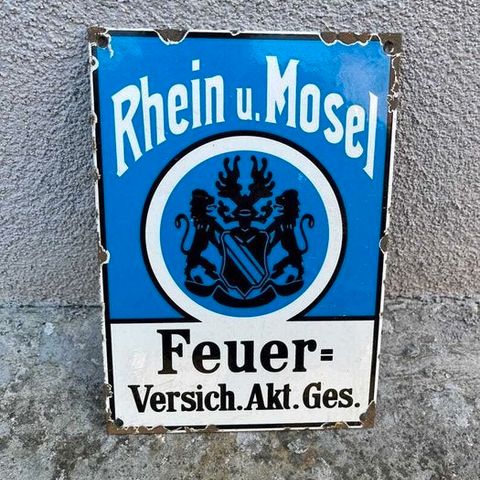 Rhein u. Mosel
Feuer=
Versich. Akt. Ges.